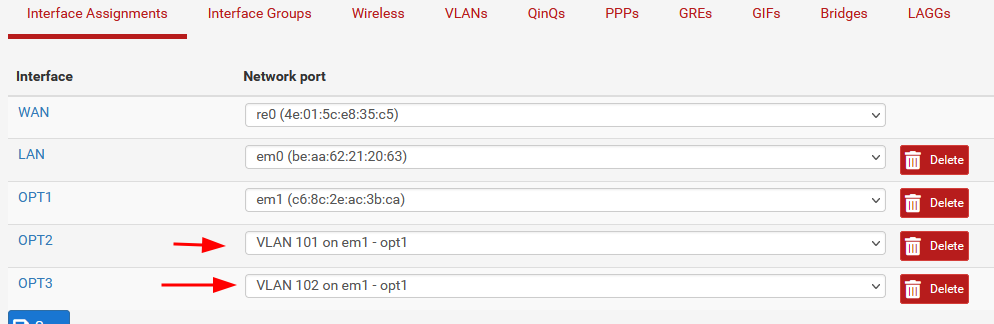 Interface Assignments Interface Groups Wireless VLANs QinQs PPPs GREs GIFs Bridges LAGGs
Interface Network port
WAN re0 (4e:01:5c:e8:35:c5)
LAN em0 (be:aa:62:21:20:63) Delete
OPT1 em1 (c6:8c:2e:ac:3b:ca) Delete
OPT2 VLAN 101 on em1 - opt1 Delete
OPT3 VLAN 102 on em1 - opt1 Delete